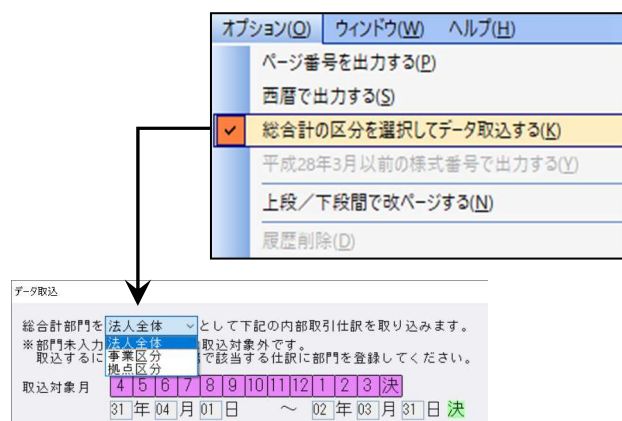 オプション(O) ウィンドウ(W) ヘルプ(H)
ページ番号を出力する(P)
西暦で出力する(S)
総合計の区分を選択してデータ取込する(K)
平成28年3月以前の様式番号で出力する(Y)
上段／下段間で改ページする(N)
履歴削除(D)
データ取込
総合計部門を 法人全体 として下記の内部取引仕訳を取り込みます。
※部門未入力 法人全体 取込対象外です。
取込するに 事業区分 で該当する仕訳に部門を登録してください。
拠点区分
取込対象月 4 5 6 7 8 9 10 11 12 1 2 3 決
31 年 04 月 01 日 ～ 02 年 03 月 31 日 決